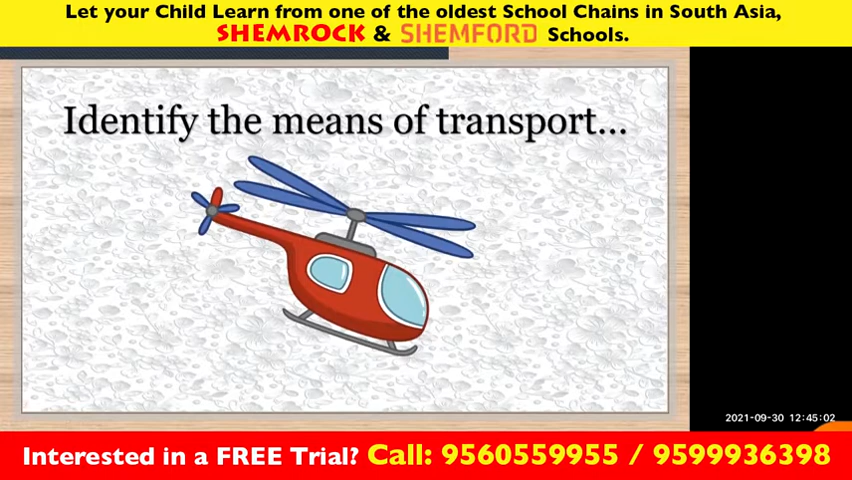 Let your Child Learn from one of the oldest School Chains in South Asia,
SHEMROCK & SHEMFORD Schools.
Identify the means of transport...
2021-09-30 12:45:02
Interested in a FREE Trial? Call: 9560559955 / 9599936398